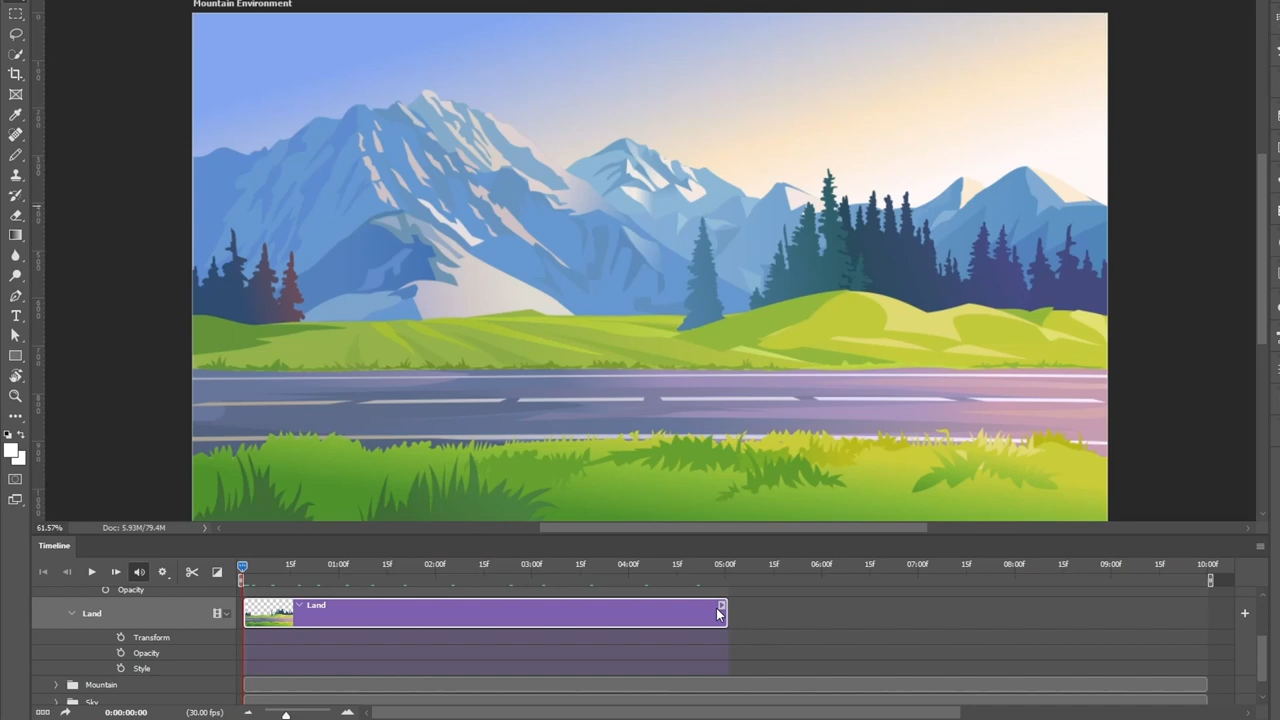 Mountain Environment
61.57% Doc: 5.93M/79.4M
Timeline
15f 01:00f 15f 02:00f 15f 03:00f 15f 04:00f 15f 05:00f 15f 06:00f 15f 07:00f 15f 08:00f 15f 09:00f 15f 10:00f
Opacity
Land Land
Transform
Opacity
Style
Mountain
Sky
0:00:00:00 (30.00 fps)